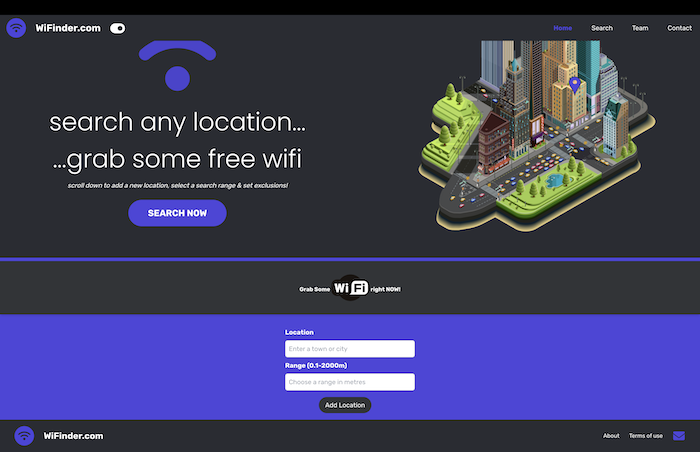 WiFinder.com
Home Search Team Contact
search any location...
...grab some free wifi
scroll down to add a new location, select a search range & set exclusions!
SEARCH NOW
Grab Some WiFi right NOW!
Location
Enter a town or city
Range (0.1-2000m)
Choose a range in metres
Add Location
WiFinder.com
About Terms of use